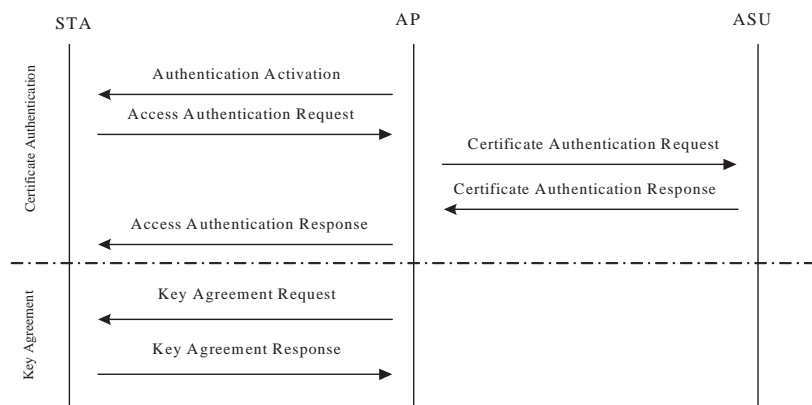 STA AP ASU
Certificate Authentication
Authentication Activation
Access Authentication Request
Certificate Authentication Request
Certificate Authentication Response
Access Authentication Response
Key Agreement
Key Agreement Request
Key Agreement Response